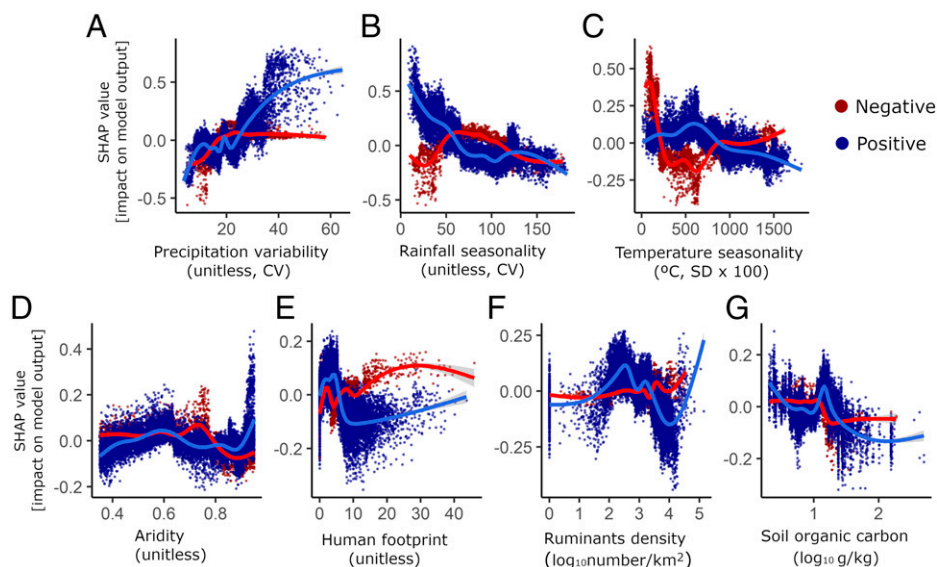 A
B
C
SHAP value
[impact on model output]
0.5
0.0
-0.5
0
20
40
60
Precipitation variability
(unitless, CV)
0.5
0.0
-0.5
0
50
100
150
Rainfall seasonality
(unitless, CV)
0.50
0.25
0.00
-0.25
0
500
1000
1500
Temperature seasonality
(ºC, SD x 100)
Negative
Positive
D
E
F
G
SHAP value
[impact on model output]
0.4
0.2
0.0
-0.2
0.4
0.6
0.8
Aridity
(unitless)
0.2
0.0
-0.2
0
10
20
30
40
Human footprint
(unitless)
0.25
0.00
-0.25
0
1
2
3
4
5
Ruminants density
(log₁₀number/km²)
0.2
0.0
-0.2
1
2
Soil organic carbon
(log₁₀ g/kg)